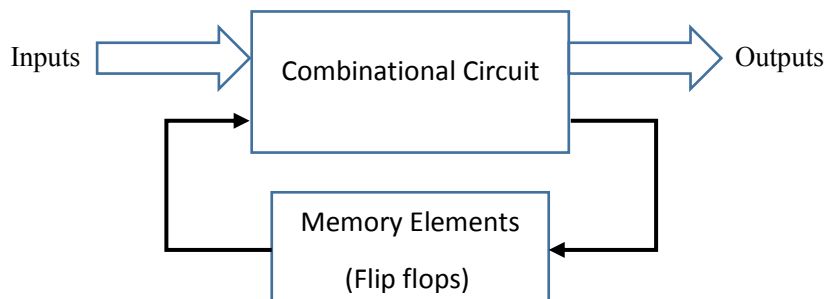 Inputs
Combinational Circuit
Outputs
Memory Elements
(Flip flops)